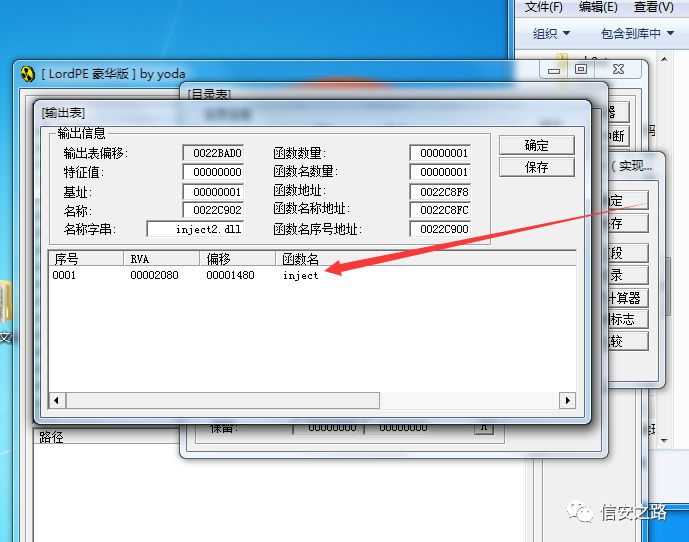 文件(F) 编辑(E) 查看(V)
组织 包含到库中
[ LordPE 豪华版 ] by yoda
[目录表]
[输出表]
输出信息
输出表偏移: 0022BAD0 函数数量: 00000001 确定
特征值: 00000000 函数名数量: 00000001 保存
基址: 00000001 函数地址: 0022C8F8
名称: 0022C902 函数名称地址: 0022C8FC
名称字串: inject2.dll 函数名序号地址: 0022C900
序号 RVA 偏移 函数名
0001 00002080 00001480 inject
(实现...
定
存
段
录
计算器
标志
较
中断
保留: 00000000 00000000
路径
信安之路